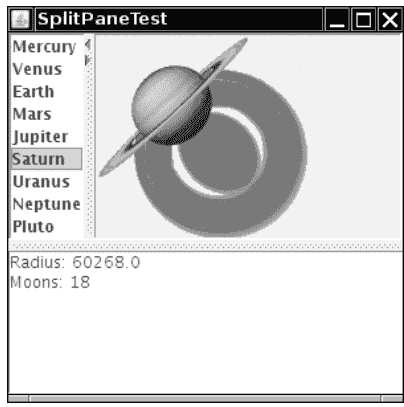 SplitPaneTest
Mercury
Venus
Earth
Mars
Jupiter
Saturn
Uranus
Neptune
Pluto
Radius: 60268.0
Moons: 18